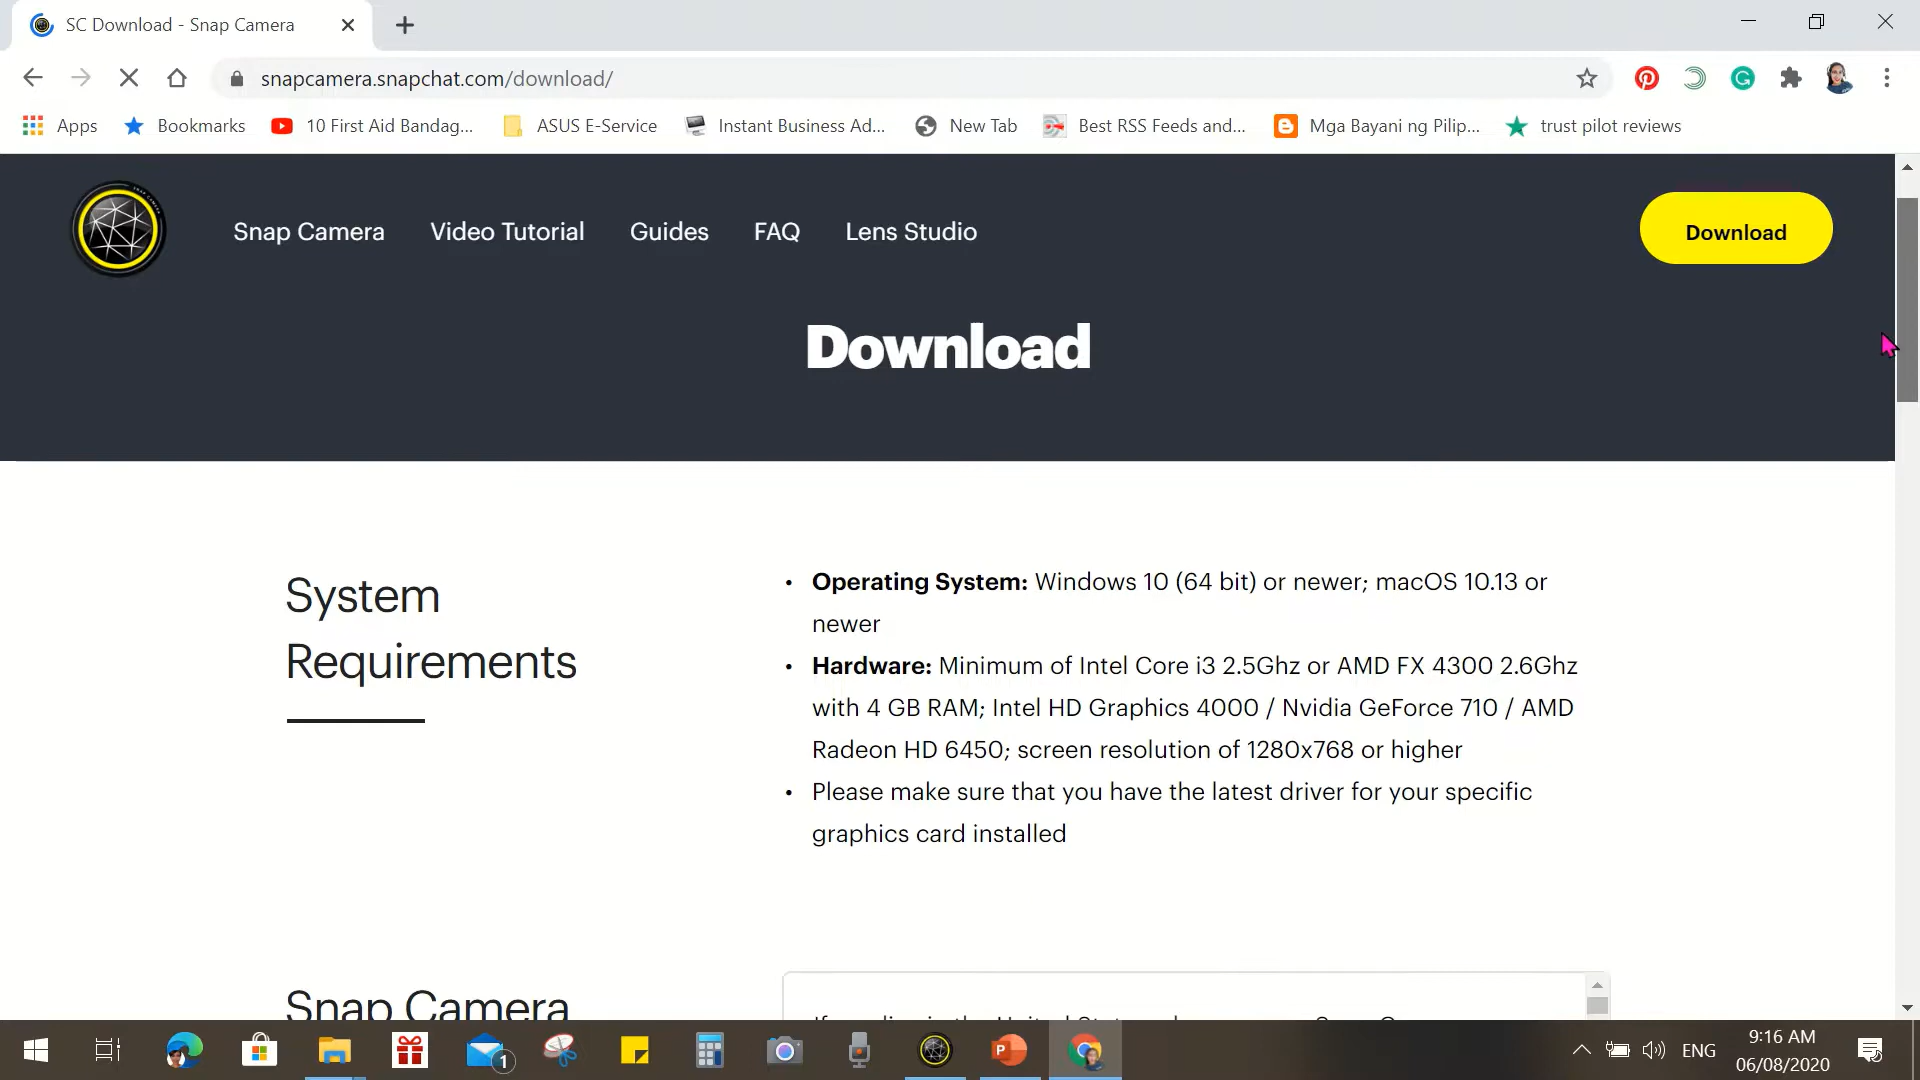 SC Download - Snap Camera
snapcamera.snapchat.com/download/
Apps Bookmarks 10 First Aid Bandag... ASUS E-Service Instant Business Ad... New Tab Best RSS Feeds and... Mga Bayani ng Pilip... trust pilot reviews
Snap Camera Video Tutorial Guides FAQ Lens Studio Download
Download
System
Requirements
• Operating System: Windows 10 (64 bit) or newer; macOS 10.13 or
newer
• Hardware: Minimum of Intel Core i3 2.5Ghz or AMD FX 4300 2.6Ghz
with 4 GB RAM; Intel HD Graphics 4000 / Nvidia GeForce 710 / AMD
Radeon HD 6450; screen resolution of 1280x768 or higher
• Please make sure that you have the latest driver for your specific
graphics card installed
Snap Camera
1
ENG
9:16 AM
06/08/2020